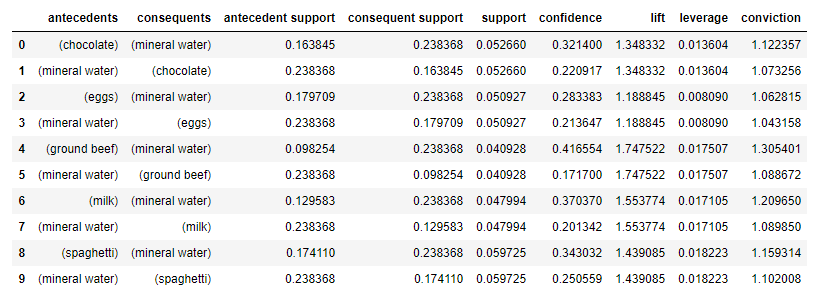 antecedents consequents antecedent support consequent support support confidence lift leverage conviction
0 (chocolate) (mineral water) 0.163845 0.238368 0.052660 0.321400 1.348332 0.013604 1.122357
1 (mineral water) (chocolate) 0.238368 0.163845 0.052660 0.220917 1.348332 0.013604 1.073256
2 (eggs) (mineral water) 0.179709 0.238368 0.050927 0.283383 1.188845 0.008090 1.062815
3 (mineral water) (eggs) 0.238368 0.179709 0.050927 0.213647 1.188845 0.008090 1.043158
4 (ground beef) (mineral water) 0.098254 0.238368 0.040928 0.416554 1.747522 0.017507 1.305401
5 (mineral water) (ground beef) 0.238368 0.098254 0.040928 0.171700 1.747522 0.017507 1.088672
6 (milk) (mineral water) 0.129583 0.238368 0.047994 0.370370 1.553774 0.017105 1.209650
7 (mineral water) (milk) 0.238368 0.129583 0.047994 0.201342 1.553774 0.017105 1.089850
8 (spaghetti) (mineral water) 0.174110 0.238368 0.059725 0.343032 1.439085 0.018223 1.159314
9 (mineral water) (spaghetti) 0.238368 0.174110 0.059725 0.250559 1.439085 0.018223 1.102008